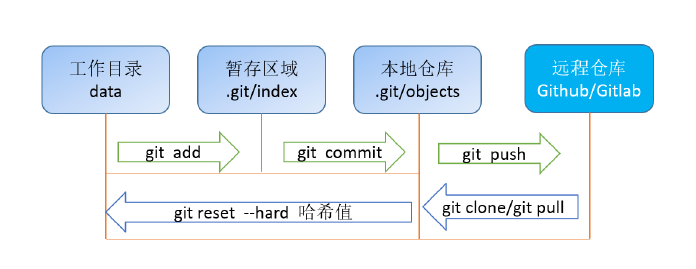 工作目录
data
暂存区域
.git/index
本地仓库
.git/objects
远程仓库
Github/Gitlab
git add
git commit
git push
git reset --hard 哈希值
git clone/git pull